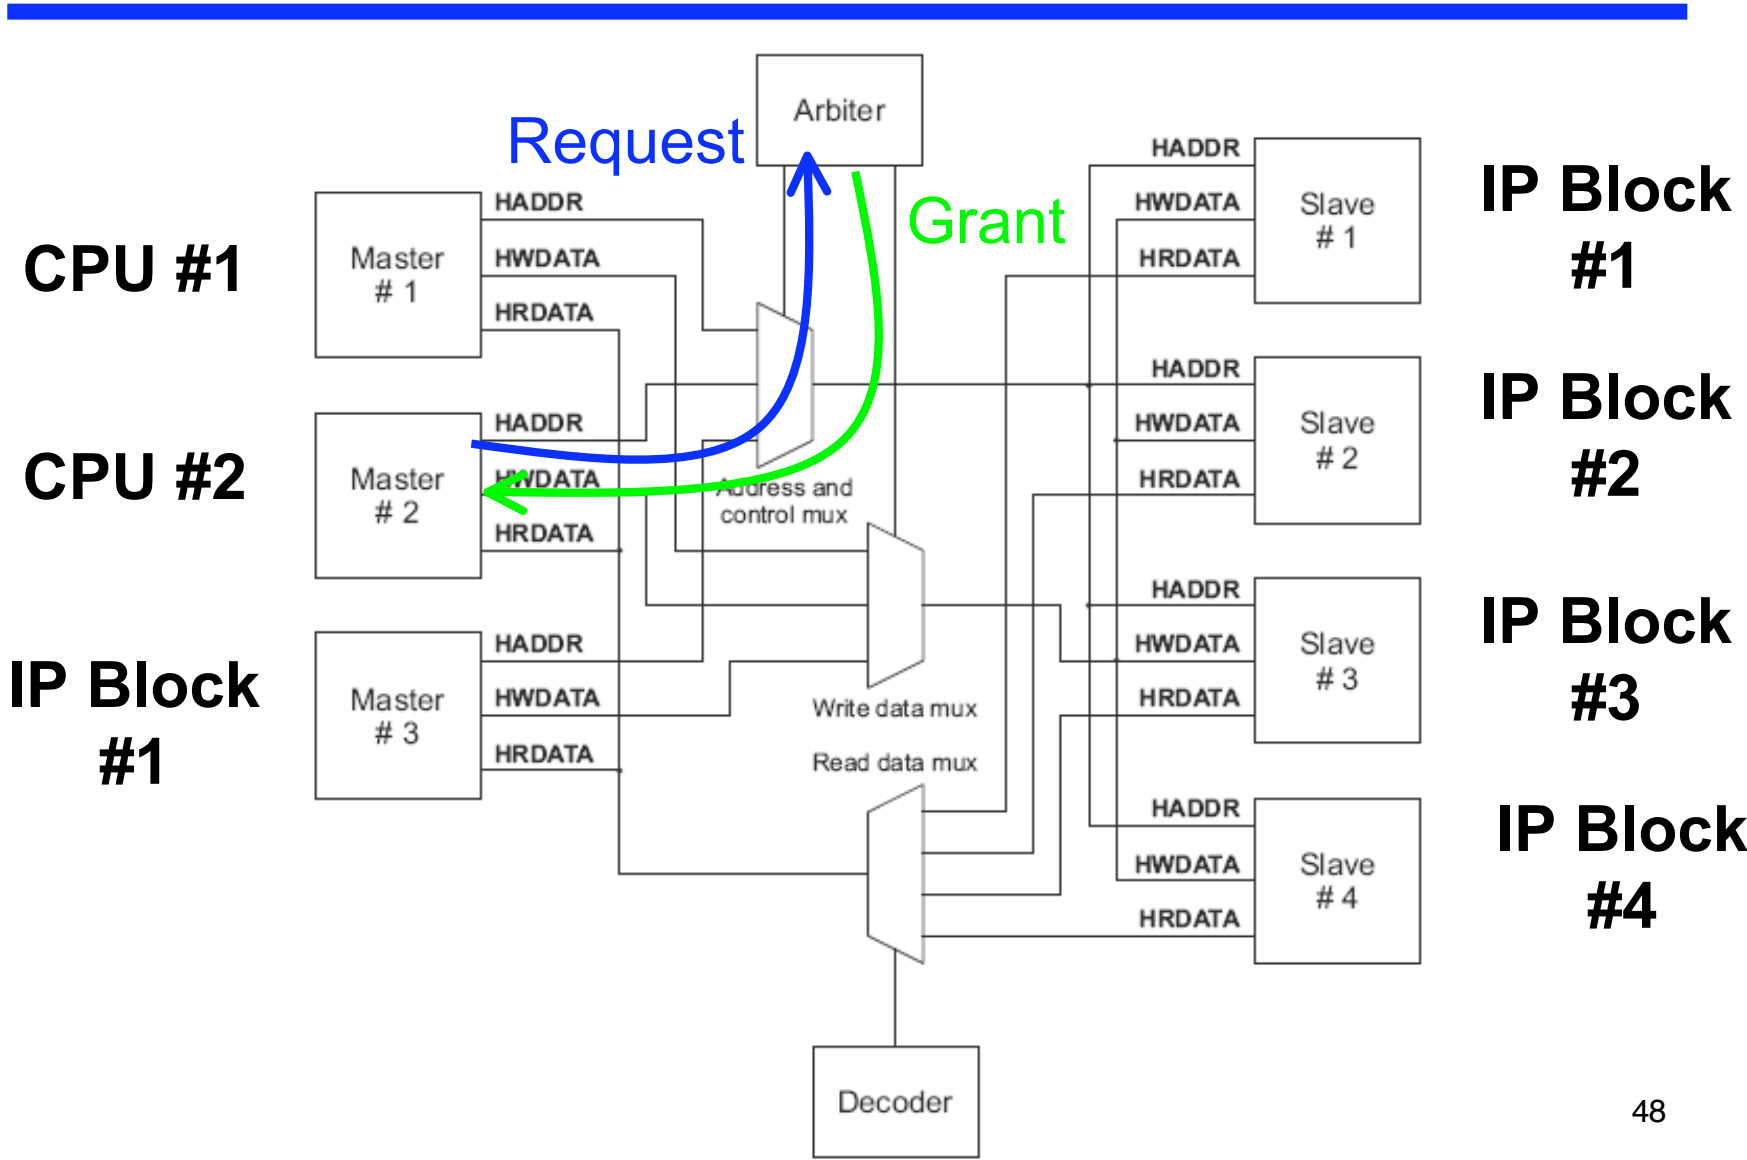 Arbiter
Request
Grant
CPU #1
Master
# 1
HADDR
HWDATA
HRDATA
CPU #2
Master
# 2
HADDR
HWDATA
HRDATA
IP Block
#1
Master
# 3
HADDR
HWDATA
HRDATA
Address and
control mux
Write data mux
Read data mux
HADDR
HWDATA
HRDATA
Slave
# 1
IP Block
#1
HADDR
HWDATA
HRDATA
Slave
# 2
IP Block
#2
HADDR
HWDATA
HRDATA
Slave
# 3
IP Block
#3
HADDR
HWDATA
HRDATA
Slave
# 4
IP Block
#4
Decoder
48